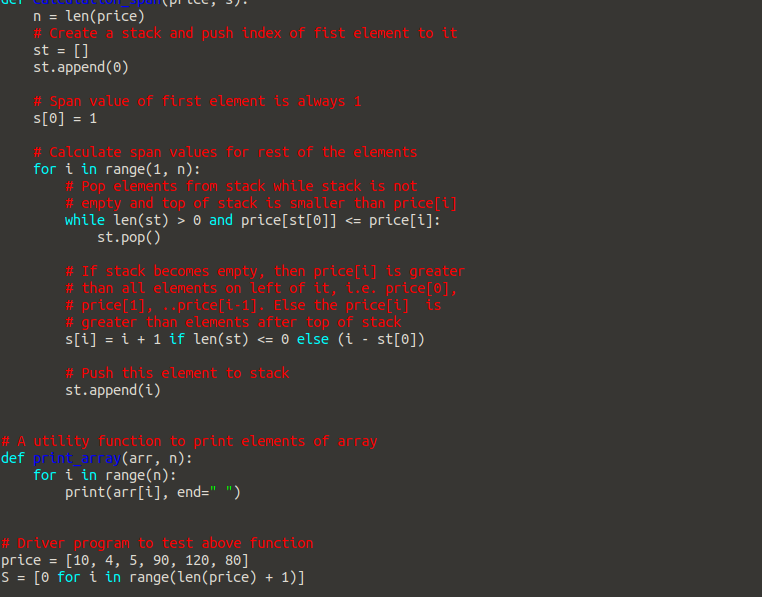 def calculation_span(price, s):
    n = len(price)
    # Create a stack and push index of fist element to it
    st = []
    st.append(0)

    # Span value of first element is always 1
    s[0] = 1

    # Calculate span values for rest of the elements
    for i in range(1, n):
        # Pop elements from stack while stack is not
        # empty and top of stack is smaller than price[i]
        while len(st) > 0 and price[st[0]] <= price[i]:
            st.pop()

        # If stack becomes empty, then price[i] is greater
        # than all elements on left of it, i.e. price[0],
        # price[1], ..price[i-1]. Else the price[i]  is
        # greater than elements after top of stack
        s[i] = i + 1 if len(st) <= 0 else (i - st[0])

        # Push this element to stack
        st.append(i)


# A utility function to print elements of array
def print_array(arr, n):
    for i in range(n):
        print(arr[i], end=" ")


# Driver program to test above function
price = [10, 4, 5, 90, 120, 80]
S = [0 for i in range(len(price) + 1)]